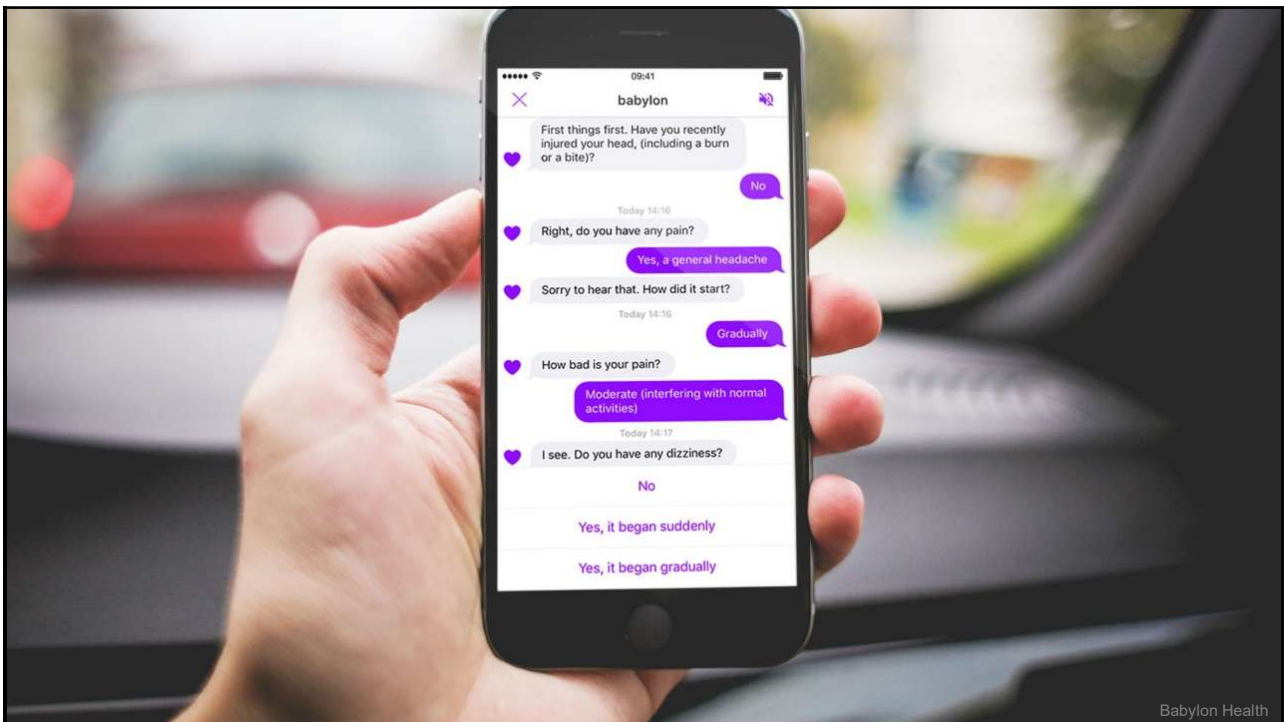 09:41
babylon
First things first. Have you recently
injured your head, (including a burn
or a bite)?
No
Today 14:16
Right, do you have any pain?
Yes, a general headache
Sorry to hear that. How did it start?
Today 14:16
Gradually
How bad is your pain?
Moderate (interfering with normal
activities)
Today 14:17
I see. Do you have any dizziness?
No
Yes, it began suddenly
Yes, it began gradually
Babylon Health